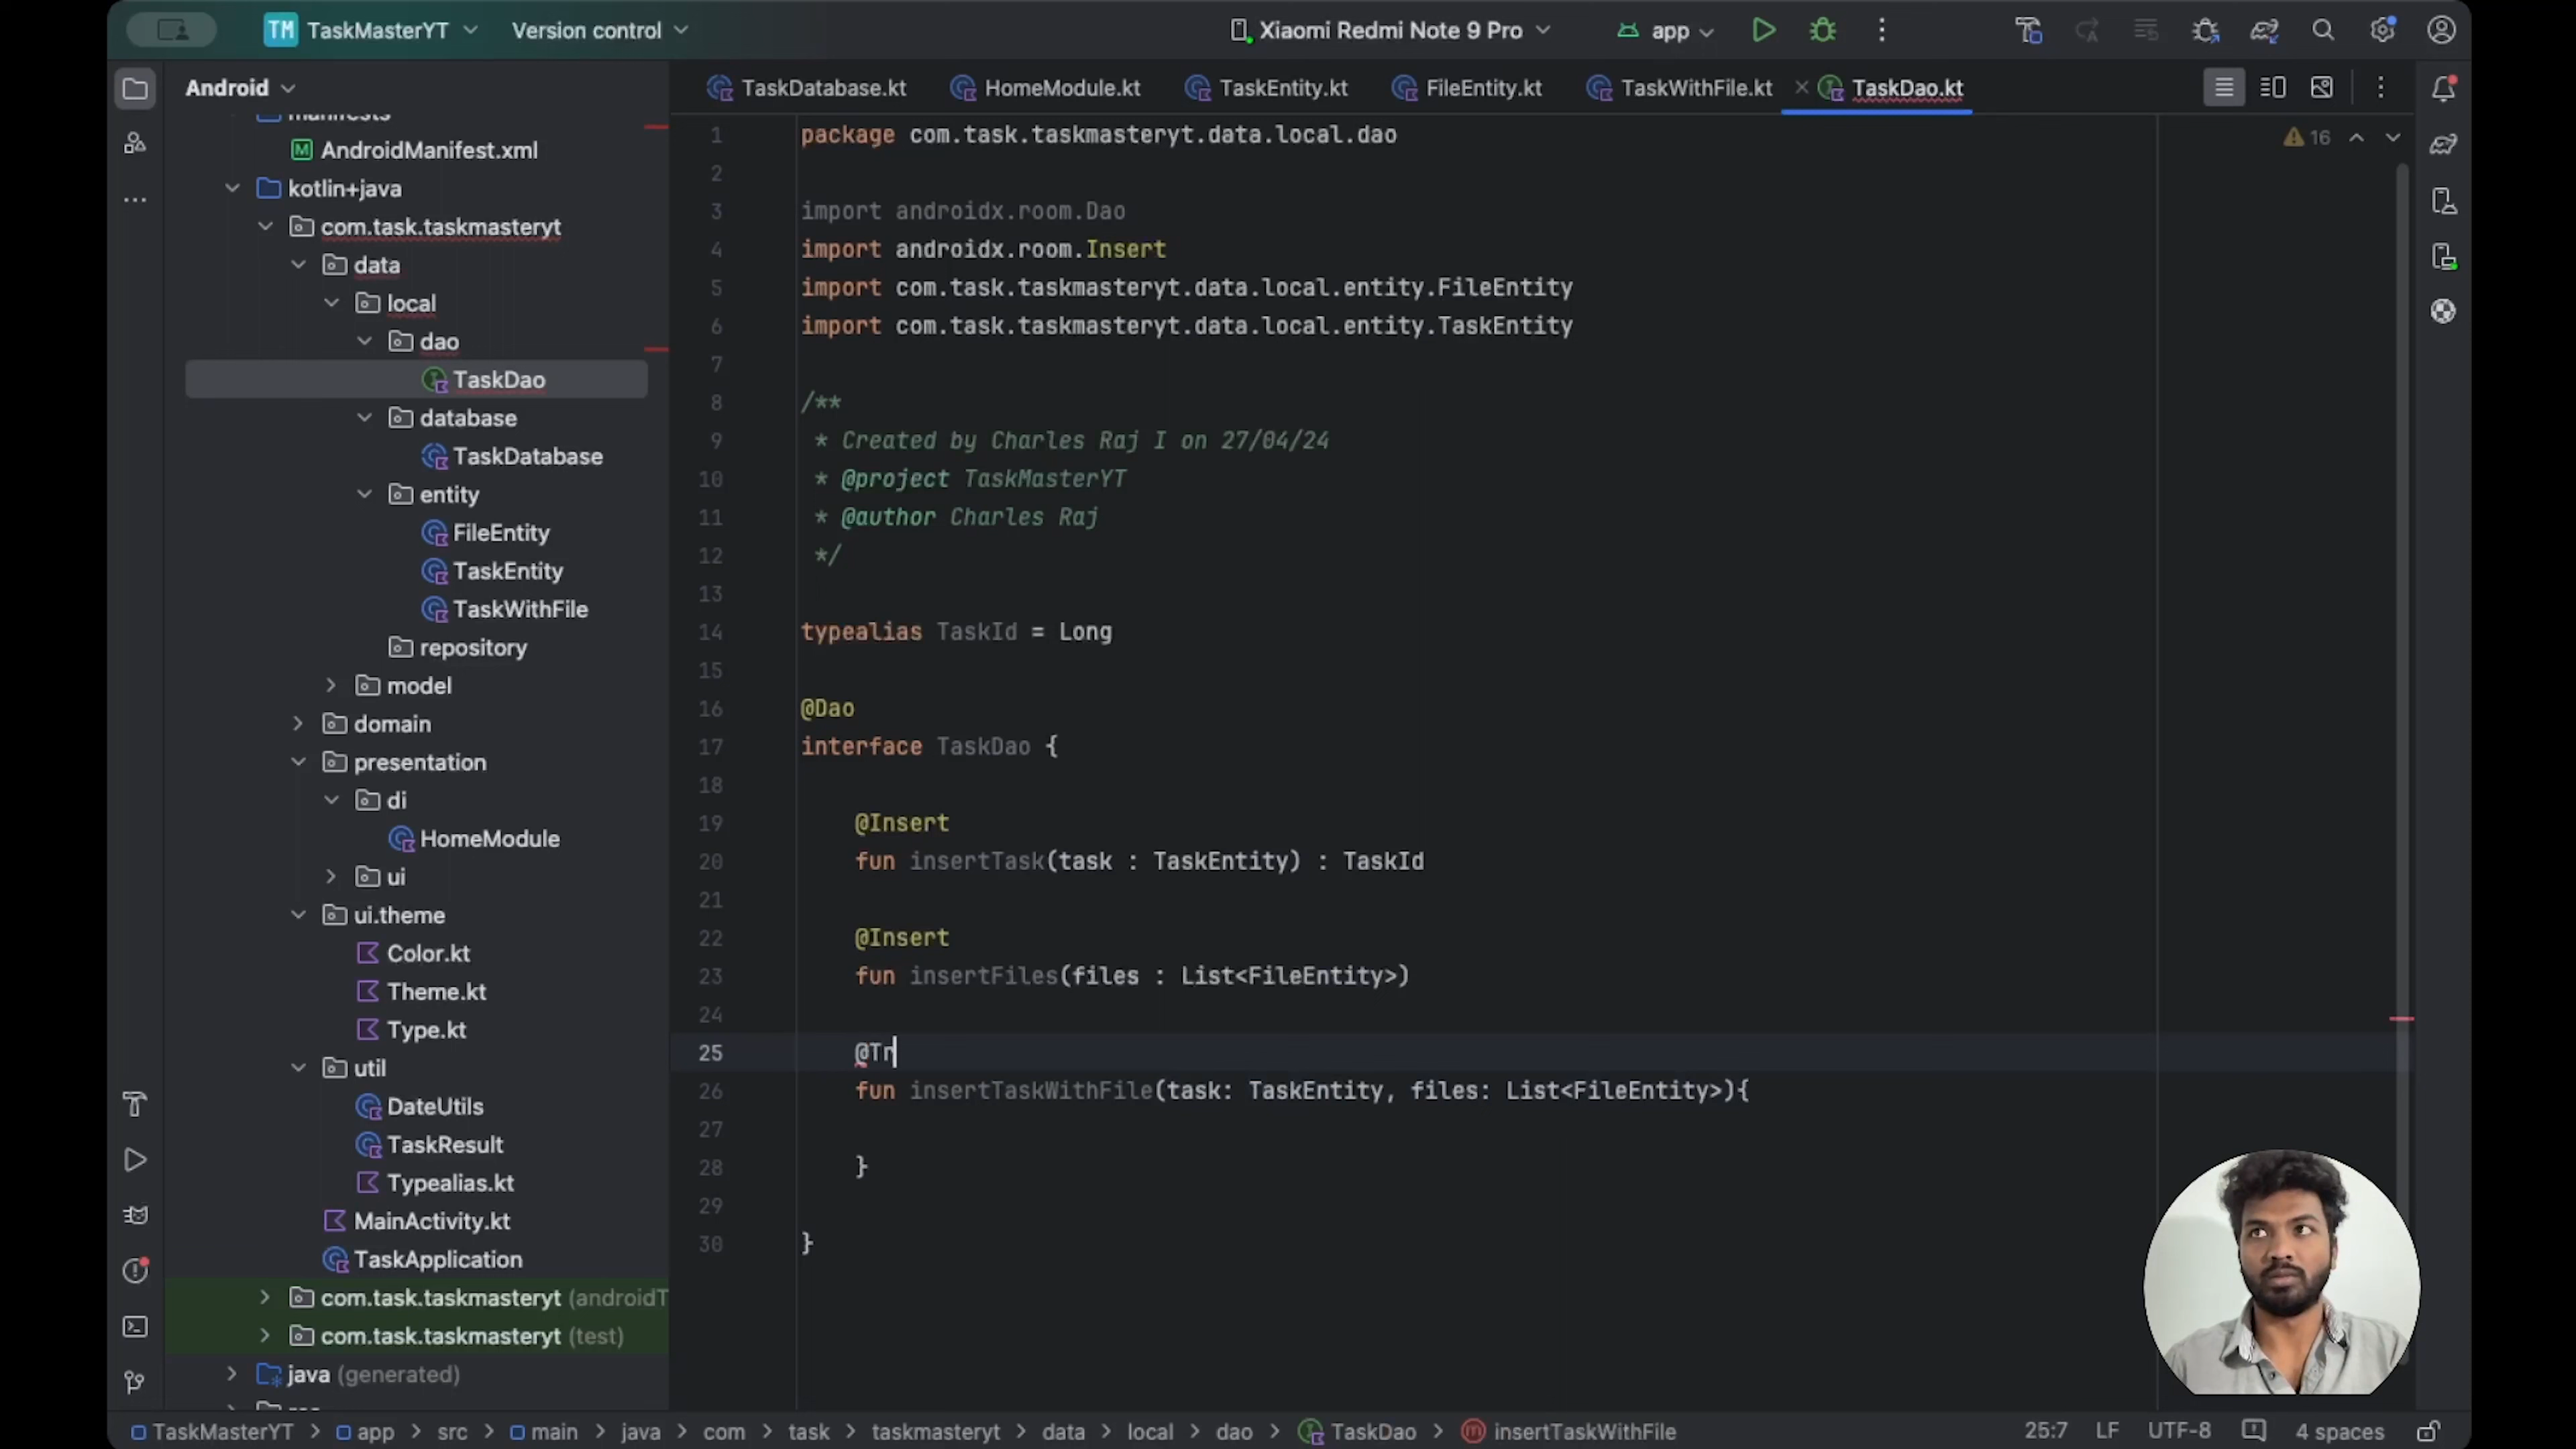 TM TaskMasterYT Version control Xiaomi Redmi Note 9 Pro app
Android
AndroidManifest.xml
kotlin+java
com.task.taskmasteryt
data
local
dao
TaskDao
database
TaskDatabase
entity
FileEntity
TaskEntity
TaskWithFile
repository
model
domain
presentation
di
HomeModule
ui
ui.theme
Color.kt
Theme.kt
Type.kt
util
DateUtils
TaskResult
Typealias.kt
MainActivity.kt
TaskApplication
com.task.taskmasteryt (androidT
com.task.taskmasteryt (test)
java (generated)
TaskDatabase.kt HomeModule.kt TaskEntity.kt FileEntity.kt TaskWithFile.kt TaskDao.kt
16
1 package com.task.taskmasteryt.data.local.dao
2
3 import androidx.room.Dao
4 import androidx.room.Insert
5 import com.task.taskmasteryt.data.local.entity.FileEntity
6 import com.task.taskmasteryt.data.local.entity.TaskEntity
7
8 /**
9 * Created by Charles Raj I on 27/04/24
10 * @project TaskMasterYT
11 * @author Charles Raj
12 */
13
14 typealias TaskId = Long
15
16 @Dao
17 interface TaskDao {
18
19 @Insert
20 fun insertTask(task : TaskEntity) : TaskId
21
22 @Insert
23 fun insertFiles(files : List<FileEntity>)
24
25 @Tr
26 fun insertTaskWithFile(task: TaskEntity, files: List<FileEntity>){
27
28 }
29
30 }
TaskMasterYT > app > src > main > java > com > task > taskmasteryt > data > local > dao > TaskDao > insertTaskWithFile 25:7 LF UTF-8 4 spaces